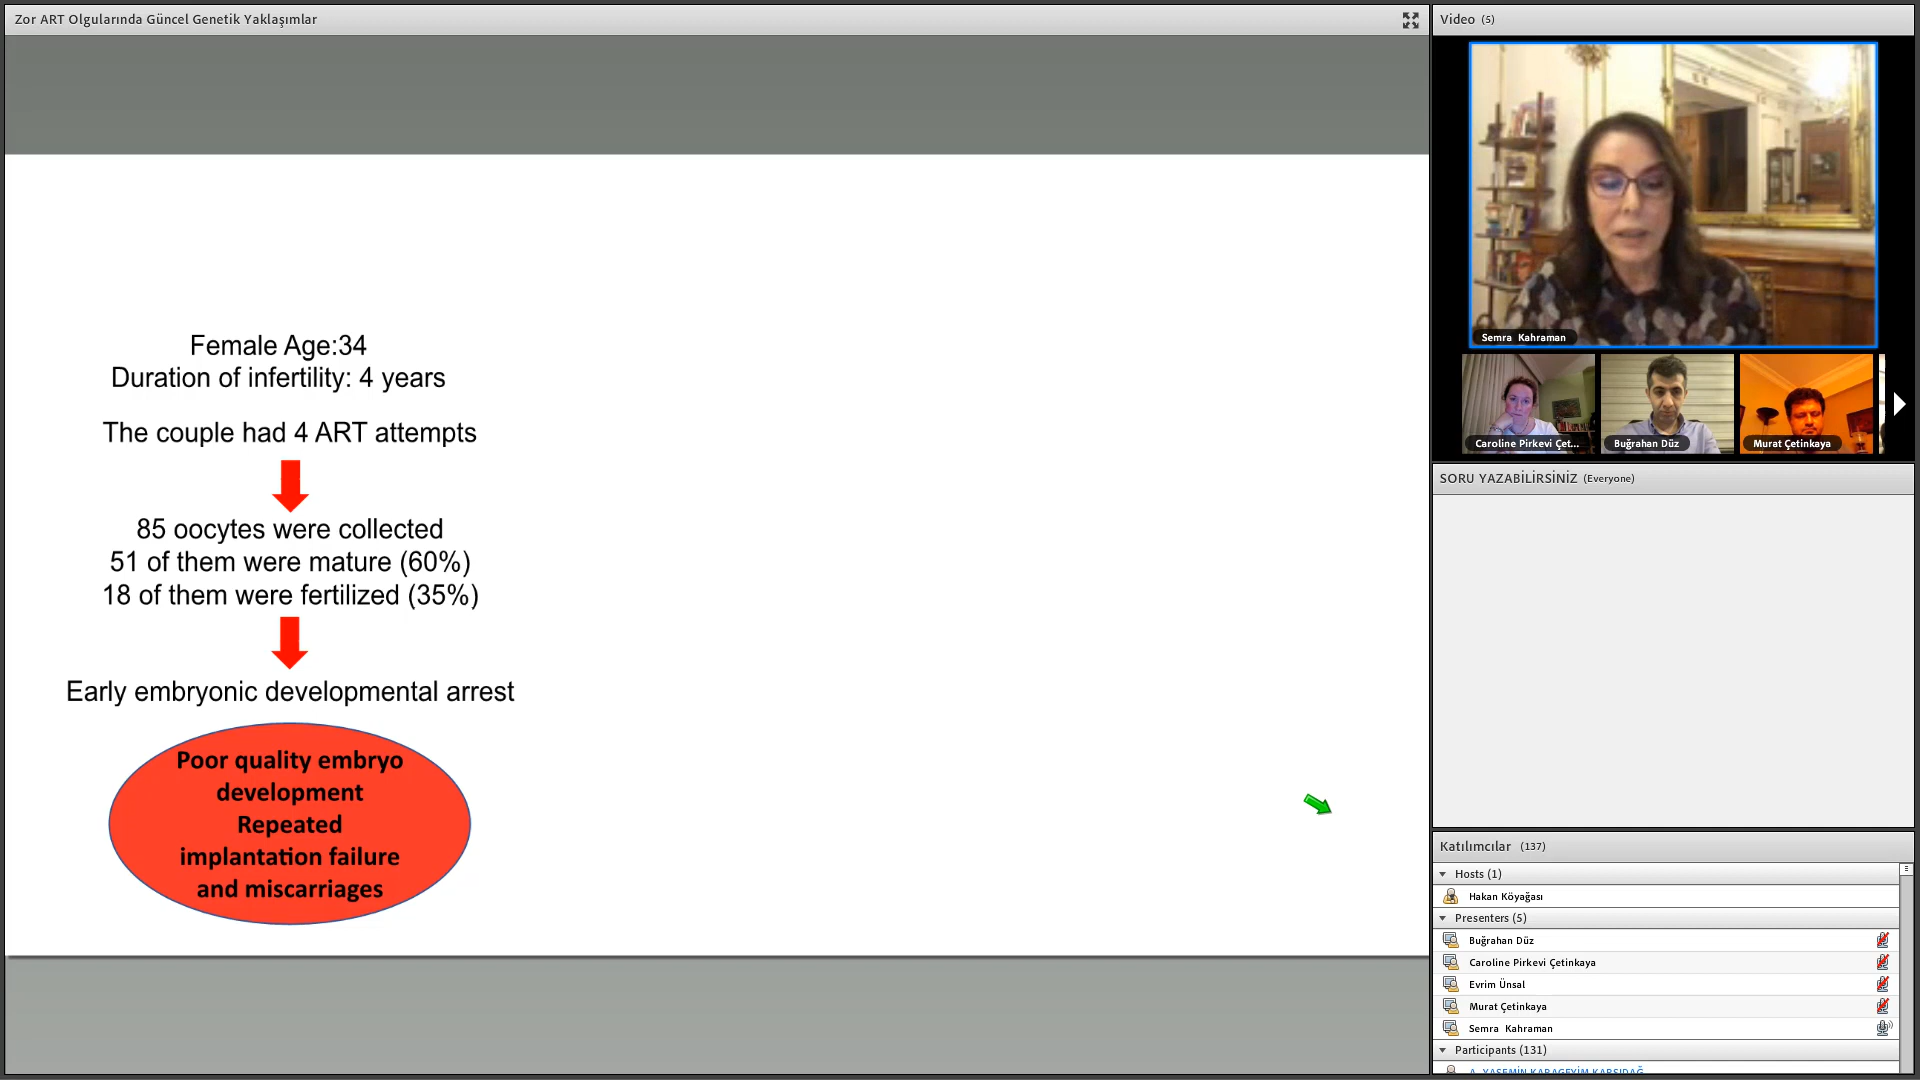 Zor ART Olgularında Güncel Genetik Yaklaşımlar
Female Age:34
Duration of infertility: 4 years
The couple had 4 ART attempts
85 oocytes were collected
51 of them were mature (60%)
18 of them were fertilized (35%)
Early embryonic developmental arrest
Poor quality embryo
development
Repeated
implantation failure
and miscarriages
Video (5)
Semra Kahraman
Caroline Pirkevi Çet...
Buğrahan Düz
Murat Çetinkaya
SORU YAZABİLİRSİNİZ (Everyone)
Katılımcılar (137)
Hosts (1)
Hakan Köyağası
Presenters (5)
Buğrahan Düz
Caroline Pirkevi Çetinkaya
Evrim Ünsal
Murat Çetinkaya
Semra Kahraman
Participants (131)
A. YASEMİN KARAGEYİM KARSIDAĞ